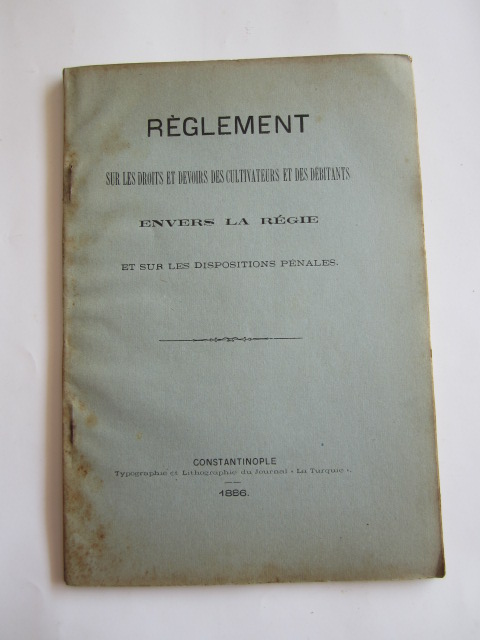 RÈGLEMENT
SUR LES DROITS ET DEVOIRS DES CULTIVATEURS ET DES DÉBITANTS
ENVERS LA RÉGIE
ET SUR LES DISPOSITIONS PÉNALES.
CONSTANTINOPLE
Typographie et Lithographie du Journal « La Turquie ».
1886.